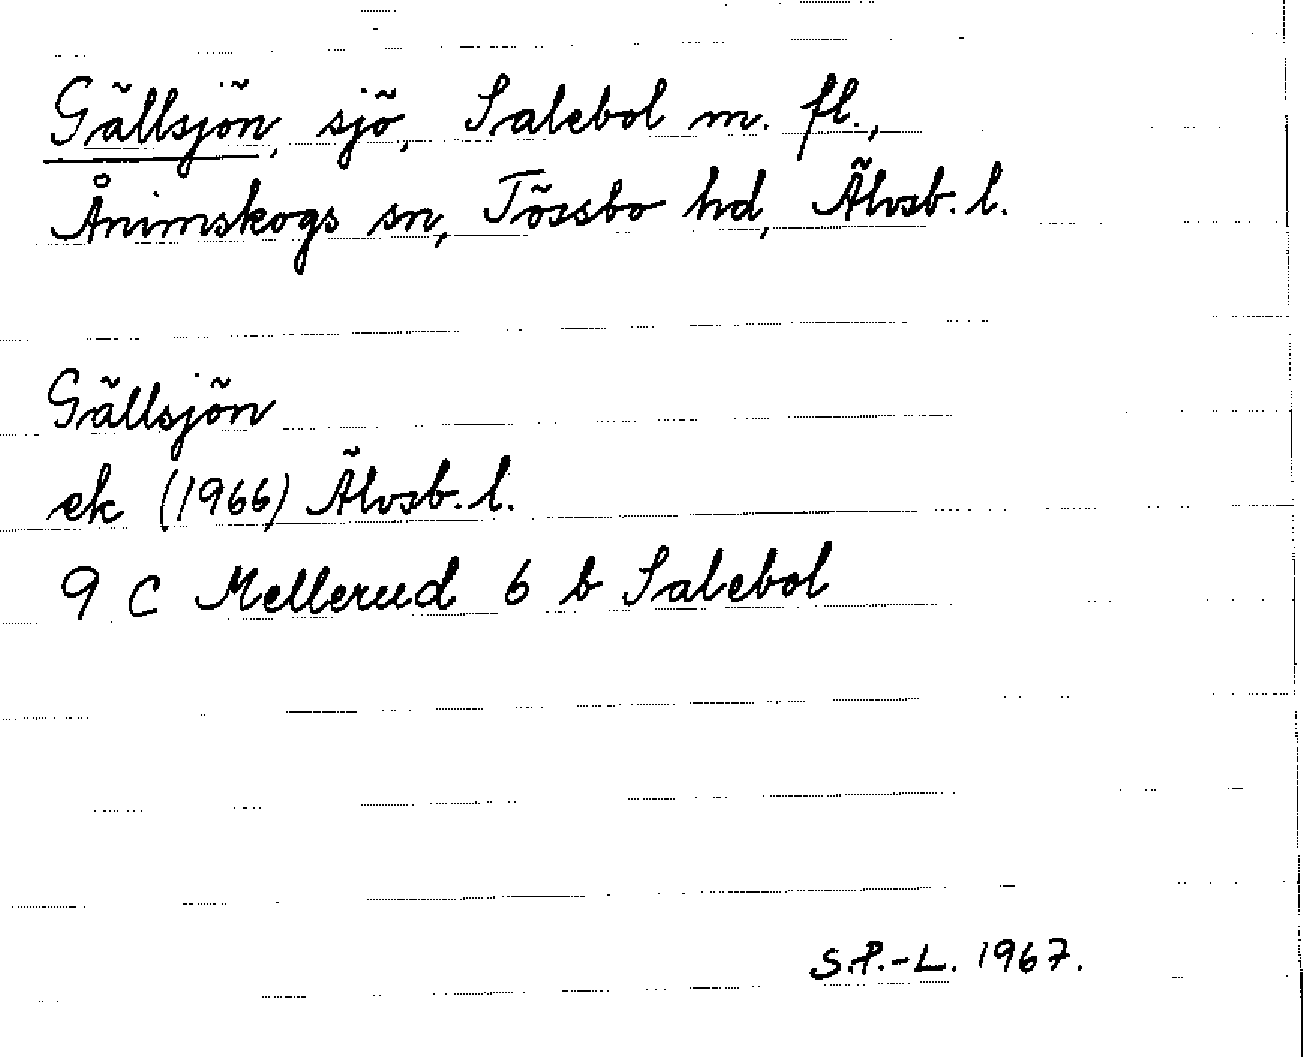 Gällsjön, sjö, Salebol m. fl.,
Ånimskogs sn, Tössbo hd, Älvsb. l.
Gällsjön
ek (1966) Älvsb. l.
9 C Mellerud 6 b Salebol
S.P.-L. 1967.